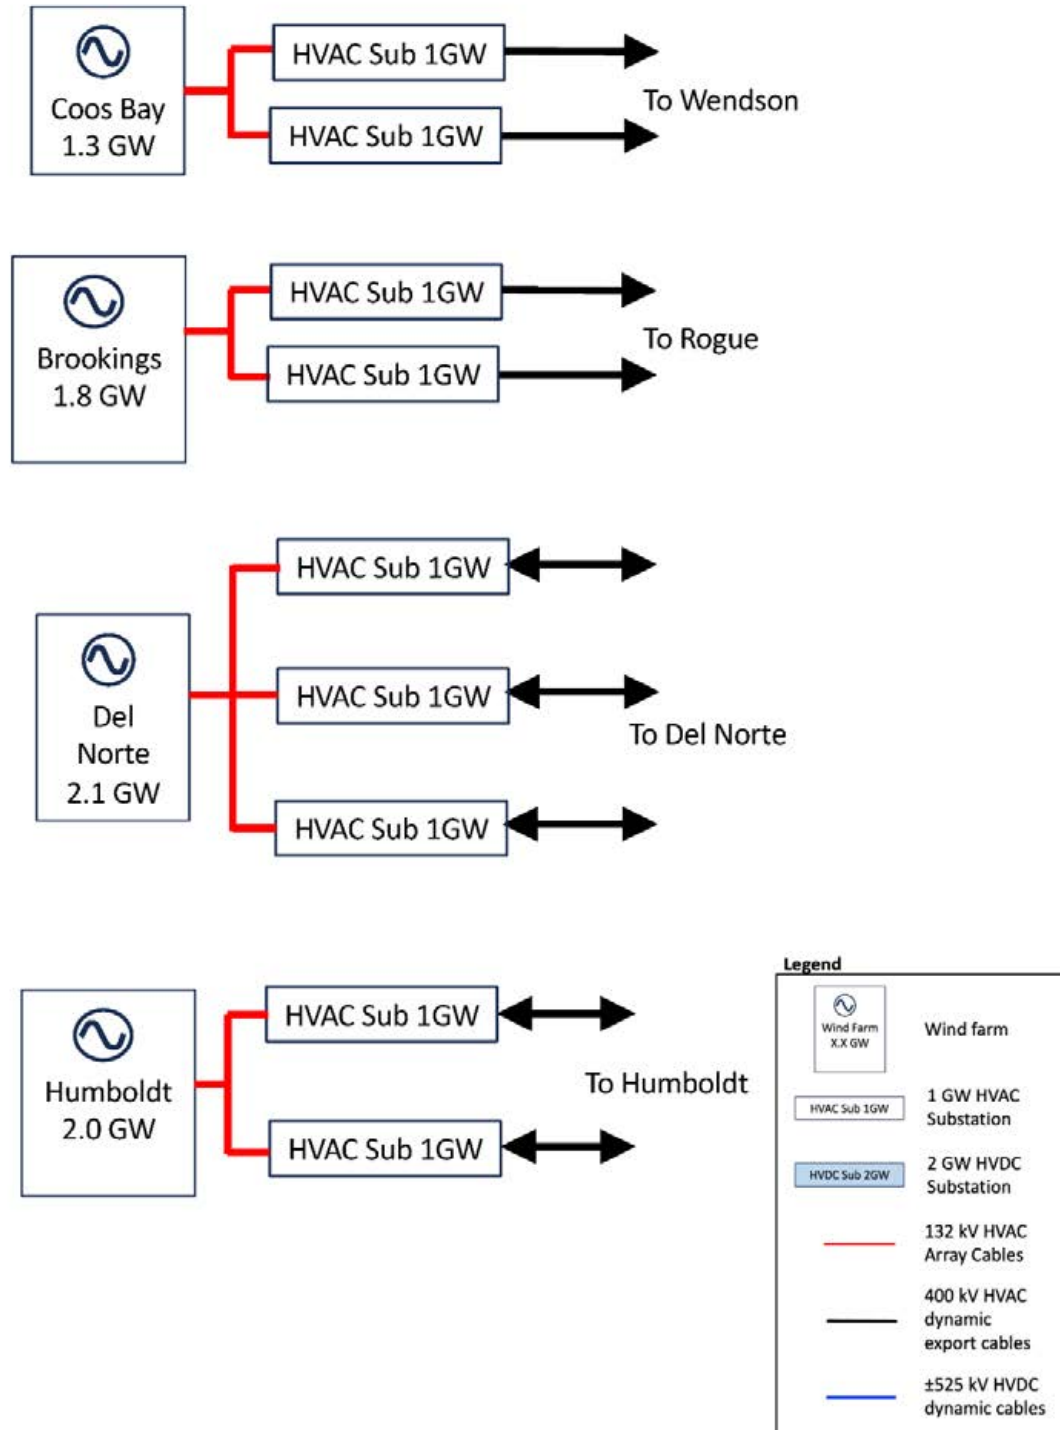 Coos Bay
1.3 GW
HVAC Sub 1GW
HVAC Sub 1GW
To Wendson
Brookings
1.8 GW
HVAC Sub 1GW
HVAC Sub 1GW
To Rogue
Del
Norte
2.1 GW
HVAC Sub 1GW
HVAC Sub 1GW
HVAC Sub 1GW
To Del Norte
Humboldt
2.0 GW
HVAC Sub 1GW
HVAC Sub 1GW
To Humboldt
Legend
Wind Farm
X.X GW
Wind farm
HVAC Sub 1GW
1 GW HVAC
Substation
HVDC Sub 2GW
2 GW HVDC
Substation
132 kV HVAC
Array Cables
400 kV HVAC
dynamic
export cables
±525 kV HVDC
dynamic cables